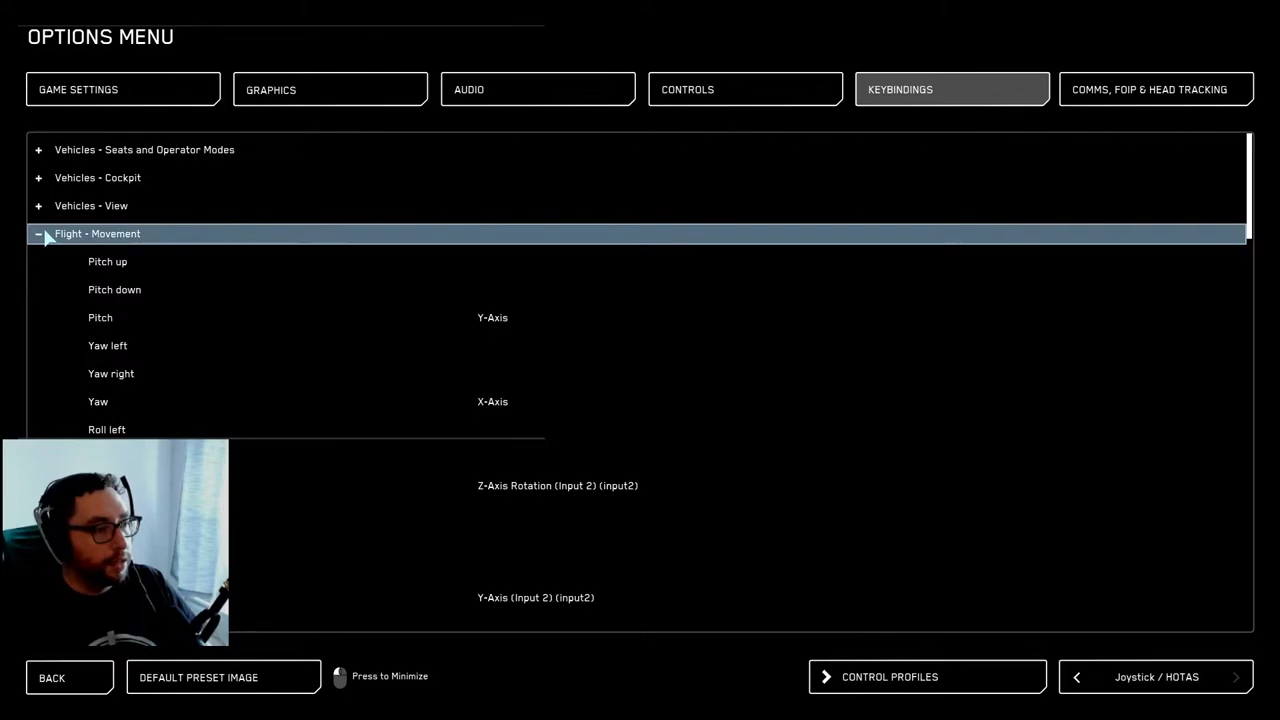 OPTIONS MENU
GAME SETTINGS
GRAPHICS
AUDIO
CONTROLS
KEYBINDINGS
COMMS, FOIP & HEAD TRACKING
+ Vehicles - Seats and Operator Modes
+ Vehicles - Cockpit
+ Vehicles - View
- Flight - Movement
Pitch up
Pitch down
Pitch Y-Axis
Yaw left
Yaw right
Yaw X-Axis
Roll left
Z-Axis Rotation (Input 2) (input2)
Y-Axis (Input 2) (input2)
BACK
DEFAULT PRESET IMAGE
Press to Minimize
CONTROL PROFILES
Joystick / HOTAS